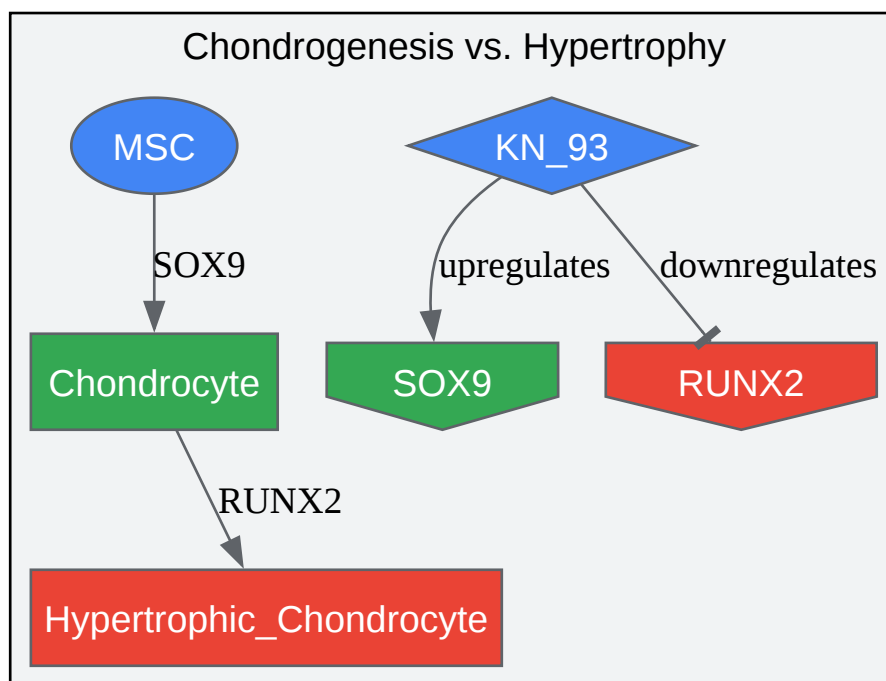 Chondrogenesis vs. Hypertrophy
MSC
KN_93
SOX9
upregulates
downregulates
Chondrocyte
SOX9
RUNX2
RUNX2
Hypertrophic_Chondrocyte